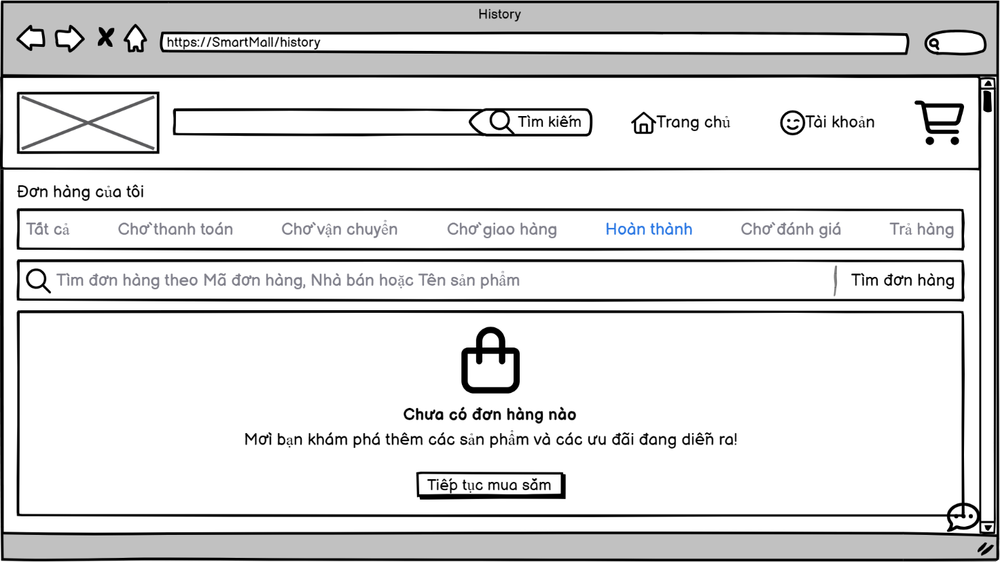 History
https://SmartMall/history
Tìm kiếm
Trang chủ
Tài khoản
Đơn hàng của tôi
Tất cả Chờ thanh toán Chờ vận chuyển Chờ giao hàng Hoàn thành Chờ đánh giá Trả hàng
Tìm đơn hàng theo Mã đơn hàng, Nhà bán hoặc Tên sản phẩm Tìm đơn hàng
Chưa có đơn hàng nào
Mời bạn khám phá thêm các sản phẩm và các ưu đãi đang diễn ra!
Tiếp tục mua sắm